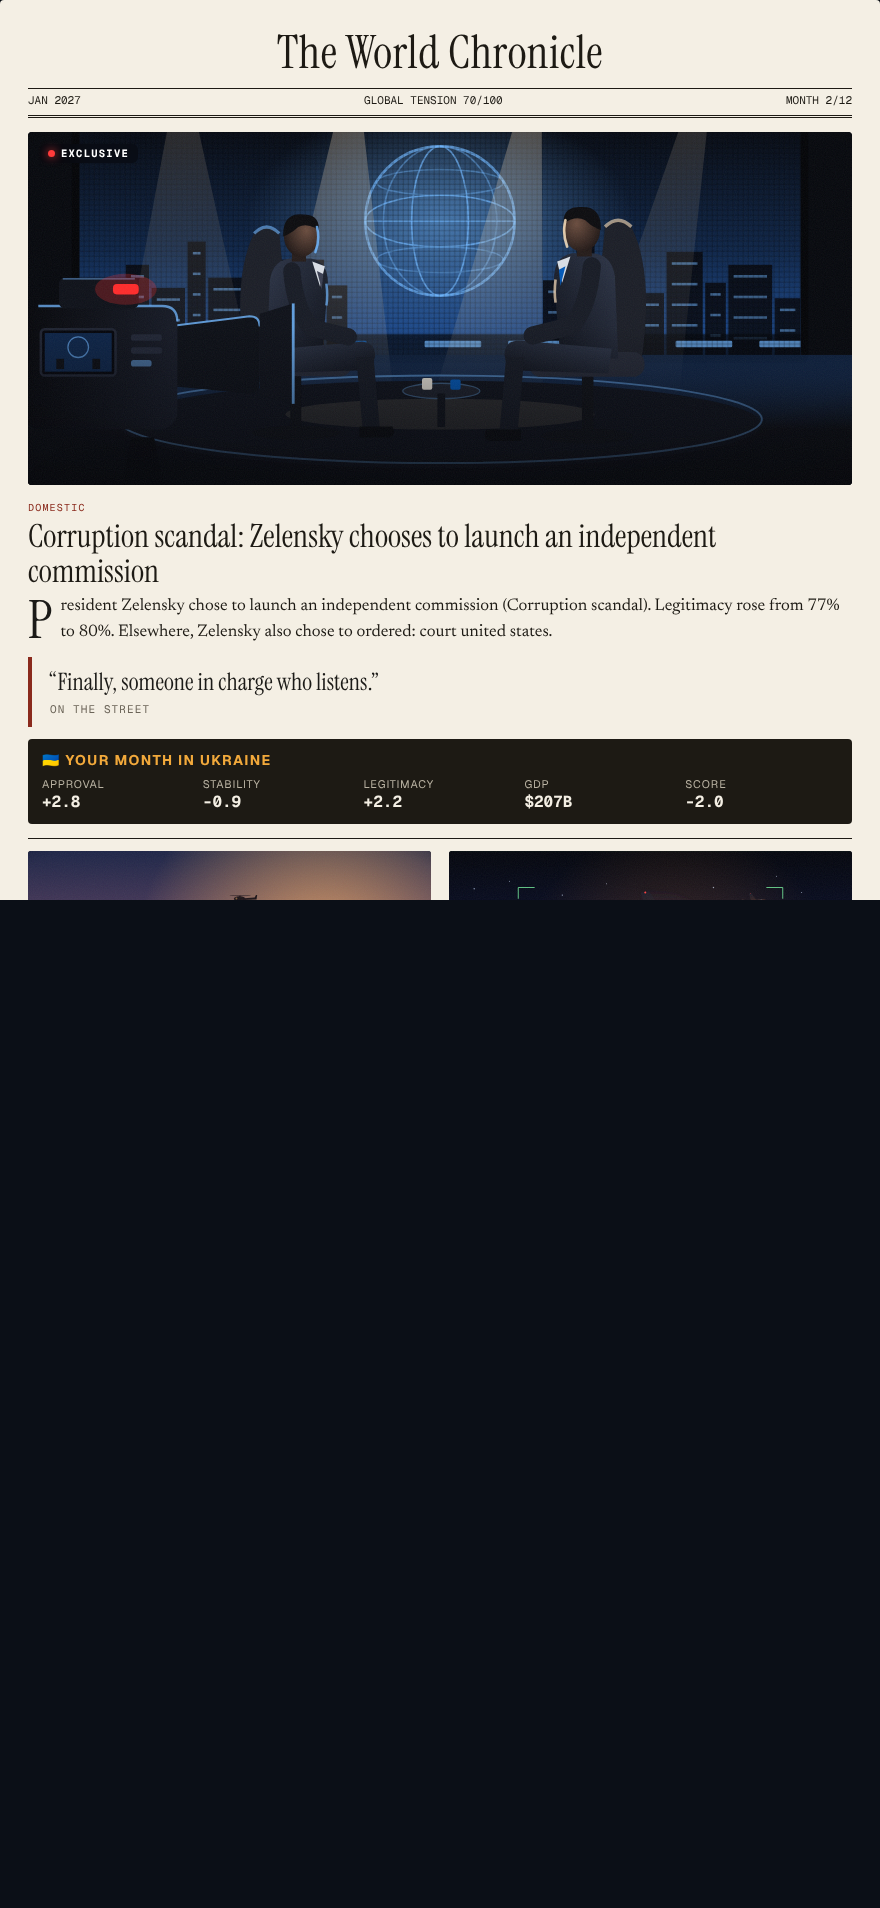 The World Chronicle
JAN 2027
GLOBAL TENSION 70/100
MONTH 2/12
EXCLUSIVE
DOMESTIC
Corruption scandal: Zelensky chooses to launch an independent
commission
President Zelensky chose to launch an independent commission (Corruption scandal). Legitimacy rose from 77%
to 80%. Elsewhere, Zelensky also chose to ordered: court united states.
“Finally, someone in charge who listens.”
ON THE STREET
🇺🇦 YOUR MONTH IN UKRAINE
APPROVAL
+2.8
STABILITY
-0.9
LEGITIMACY
+2.2
GDP
$207B
SCORE
-2.0